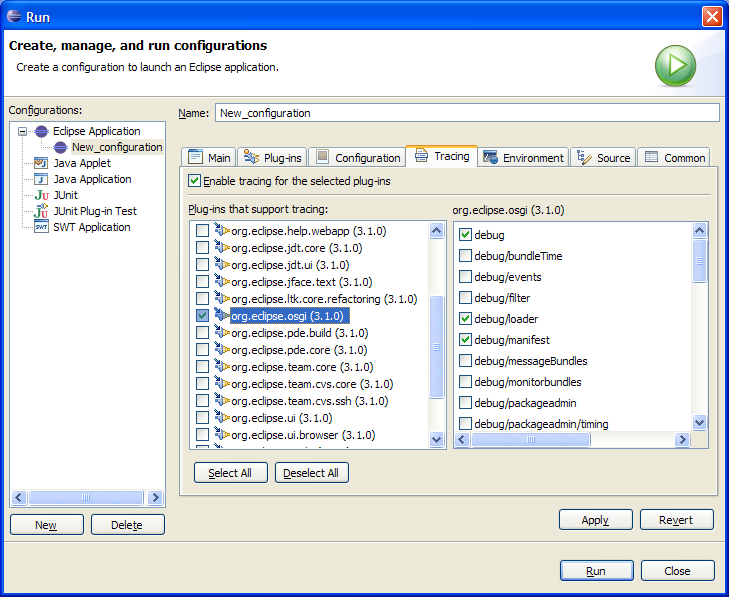 Run
Create, manage, and run configurations
Create a configuration to launch an Eclipse application.
Configurations:
Eclipse Application
New_configuration
Java Applet
Java Application
JUnit
JUnit Plug-in Test
SWT Application
New
Delete
Name: New_configuration
Main Plug-ins Configuration Tracing Environment Source Common
Enable tracing for the selected plug-ins
Plug-ins that support tracing:
org.eclipse.help.webapp (3.1.0)
org.eclipse.jdt.core (3.1.0)
org.eclipse.jdt.ui (3.1.0)
org.eclipse.jface.text (3.1.0)
org.eclipse.ltk.core.refactoring (3.1.0)
org.eclipse.osgi (3.1.0)
org.eclipse.pde.build (3.1.0)
org.eclipse.pde.core (3.1.0)
org.eclipse.team.core (3.1.0)
org.eclipse.team.cvs.core (3.1.0)
org.eclipse.team.cvs.ssh (3.1.0)
org.eclipse.ui (3.1.0)
org.eclipse.ui.browser (3.1.0)
org.eclipse.osgi (3.1.0)
debug
debug/bundleTime
debug/events
debug/filter
debug/loader
debug/manifest
debug/messageBundles
debug/monitorbundles
debug/packageadmin
debug/packageadmin/timing
Select All Deselect All
Apply Revert
Run Close